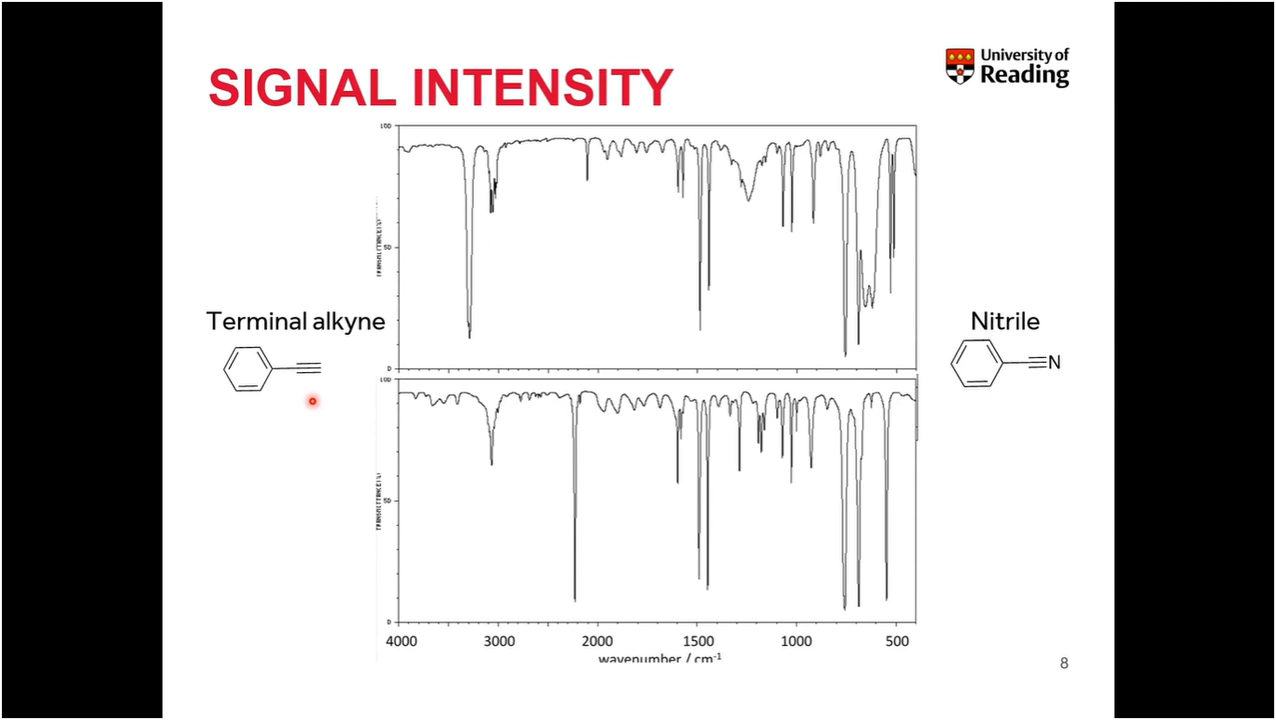 University of
Reading
SIGNAL INTENSITY
100
50
0
Terminal alkyne
Nitrile
N
100
50
0
4000 3000 2000 1500 1000 500
wavenumber / cm⁻¹
8